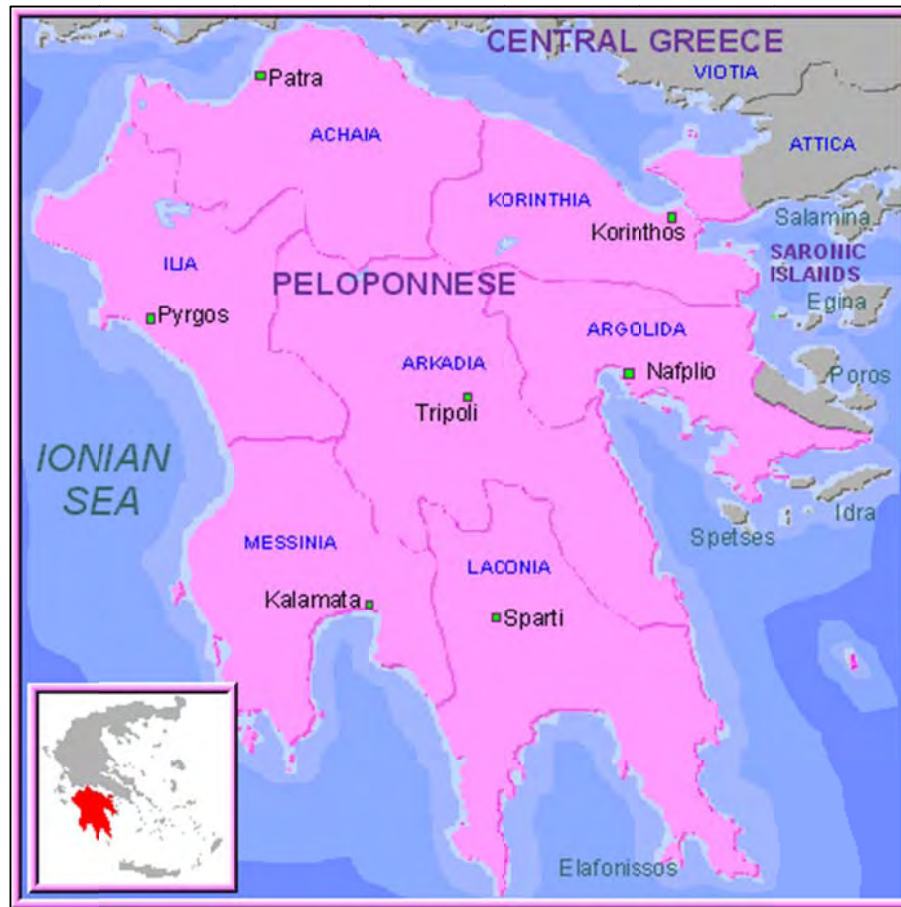 CENTRAL GREECE
VIOTIA
Patra
ACHAIA
ATTICA
KORINTHIA
Korinthos
Salamina
SARONIC
ISLANDS
ILIA
PELOPONNESE
Egina
Pyrgos
ARGOLIDA
ARKADIA
Nafplio
Poros
Tripoli
IONIAN
SEA
Idra
Spetses
MESSINIA
LACONIA
Kalamata
Sparti
Elafonissos